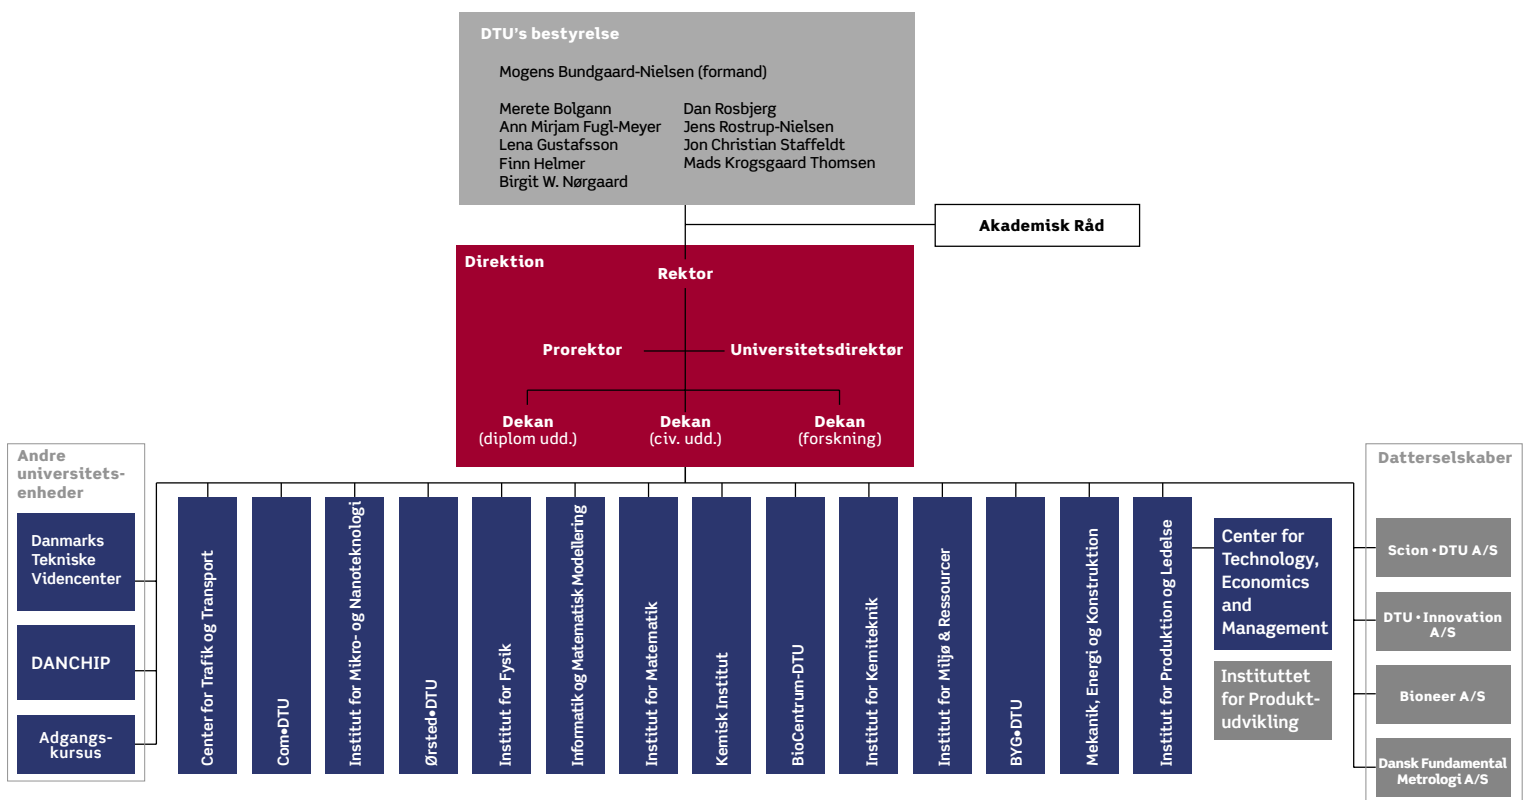 DTU's bestyrelse
Mogens Bundgaard-Nielsen (formand)
Merete Bolgann
Ann Mirjam Fugl-Meyer
Lena Gustafsson
Finn Helmer
Birgit W. Nørgaard
Dan Rosbjerg
Jens Rostrup-Nielsen
Jon Christian Staffeldt
Mads Krogsgaard Thomsen
Akademisk Råd
Direktion
Rektor
Prorektor
Universitetsdirektør
Dekan
(diplom udd.)
Dekan
(civ. udd.)
Dekan
(forskning)
Andre
universitets-
enheder
Danmarks
Tekniske
Videncenter
DANCHIP
Adgangs-
kursus
Center for Trafik og Transport
Com•DTU
Institut for Mikro- og Nanoteknologi
Ørsted•DTU
Institut for Fysik
Informatik og Matematisk Modellering
Institut for Matematik
Kemisk Institut
BioCentrum-DTU
Institut for Kemiteknik
Institut for Miljø & Ressourcer
BYG•DTU
Mekanik, Energi og Konstruktion
Institut for Produktion og Ledelse
Center for
Technology,
Economics
and
Management
Instituttet
for Produkt-
udvikling
Datterselskaber
Scion • DTU A/S
DTU • Innovation
A/S
Bioneer A/S
Dansk Fundamental
Metrologi A/S